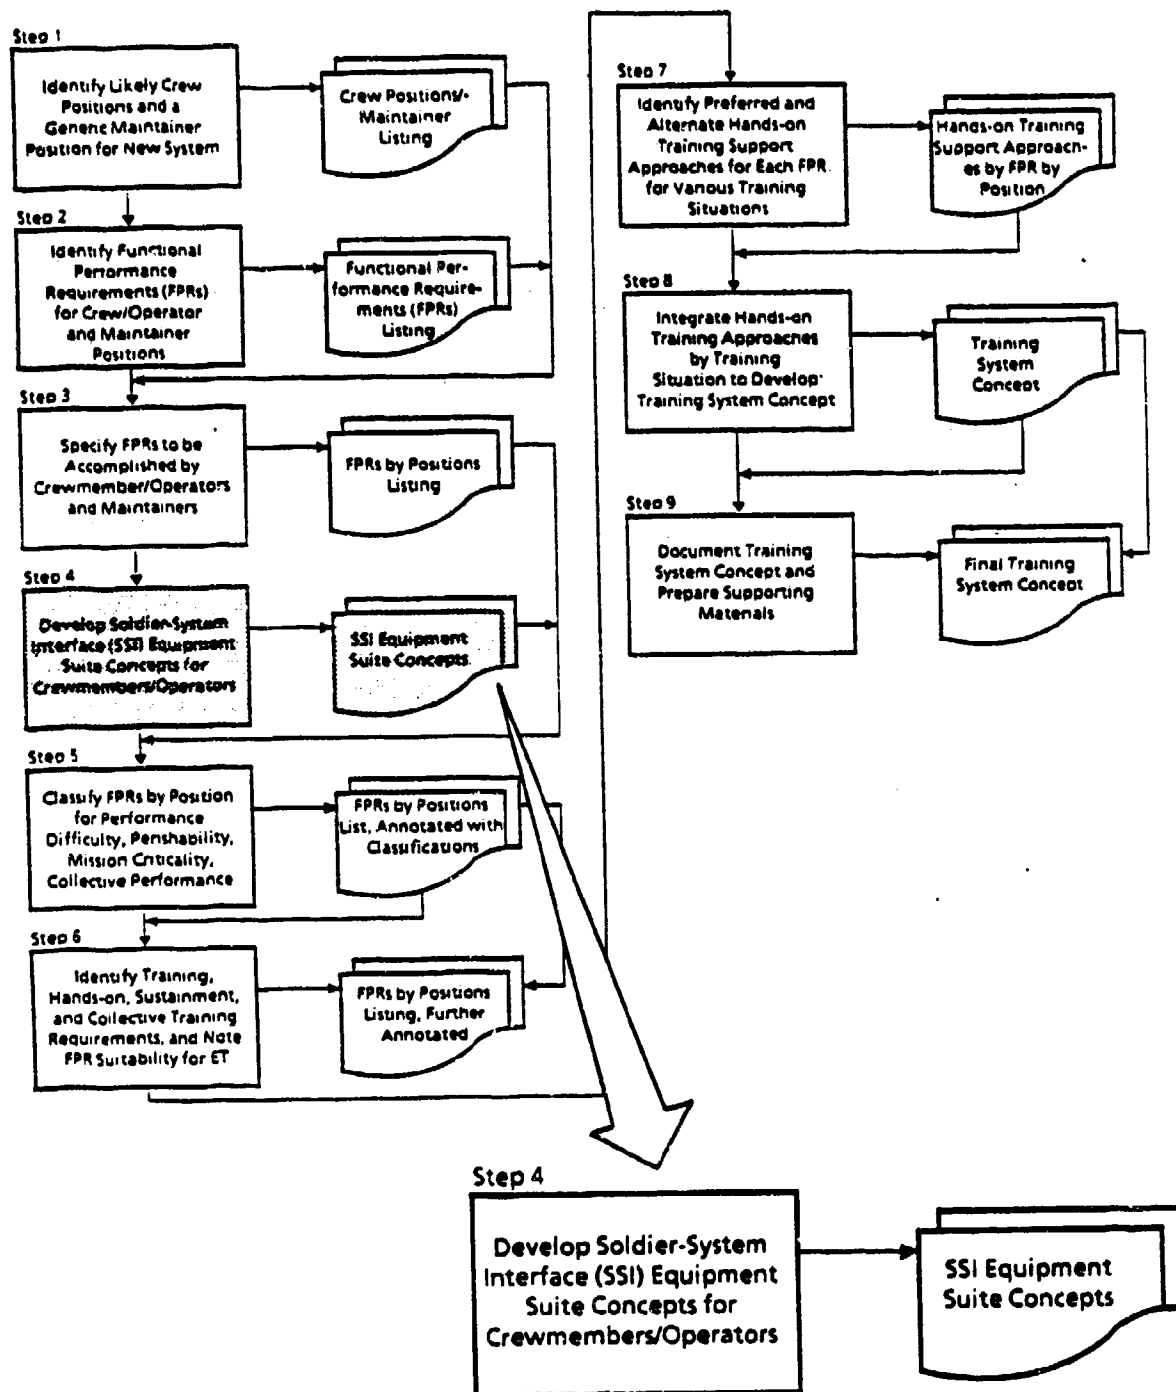 Step 1
Identify Likely Crew
Positions and a
Generic Maintainer
Position for New System
Crew Positions/-
Maintainer
Listing
Step 2
Identify Functional
Performance
Requirements (FPRs)
for Crew/Operator
and Maintainer
Positions
Functional Per-
formance Require-
ments (FPRs)
Listing
Step 3
Specify FPRs to be
Accomplished by
Crewmember/Operators
and Maintainers
FPRs by Positions
Listing
Step 4
Develop Soldier-System
Interface (SSI) Equipment
Suite Concepts for
Crewmembers/Operators
SSI Equipment
Suite Concepts
Step 5
Classify FPRs by Position
for Performance
Difficulty, Perishability,
Mission Criticality,
Collective Performance
FPRs by Positions
List, Annotated with
Classifications
Step 6
Identify Training,
Hands-on, Sustainment,
and Collective Training
Requirements, and Note
FPR Suitability for ET
FPRs by Positions
Listing, Further
Annotated
Step 7
Identify Preferred and
Alternate Hands-on
Training Support
Approaches for Each FPR
for Various Training
Situations
Hands-on Training
Support Approach-
es by FPR by
Position
Step 8
Integrate Hands-on
Training Approaches
by Training
Situation to Develop
Training System Concept
Training
System
Concept
Step 9
Document Training
System Concept and
Prepare Supporting
Materials
Final Training
System Concept
Step 4
Develop Soldier-System
Interface (SSI) Equipment
Suite Concepts for
Crewmembers/Operators
SSI Equipment
Suite Concepts